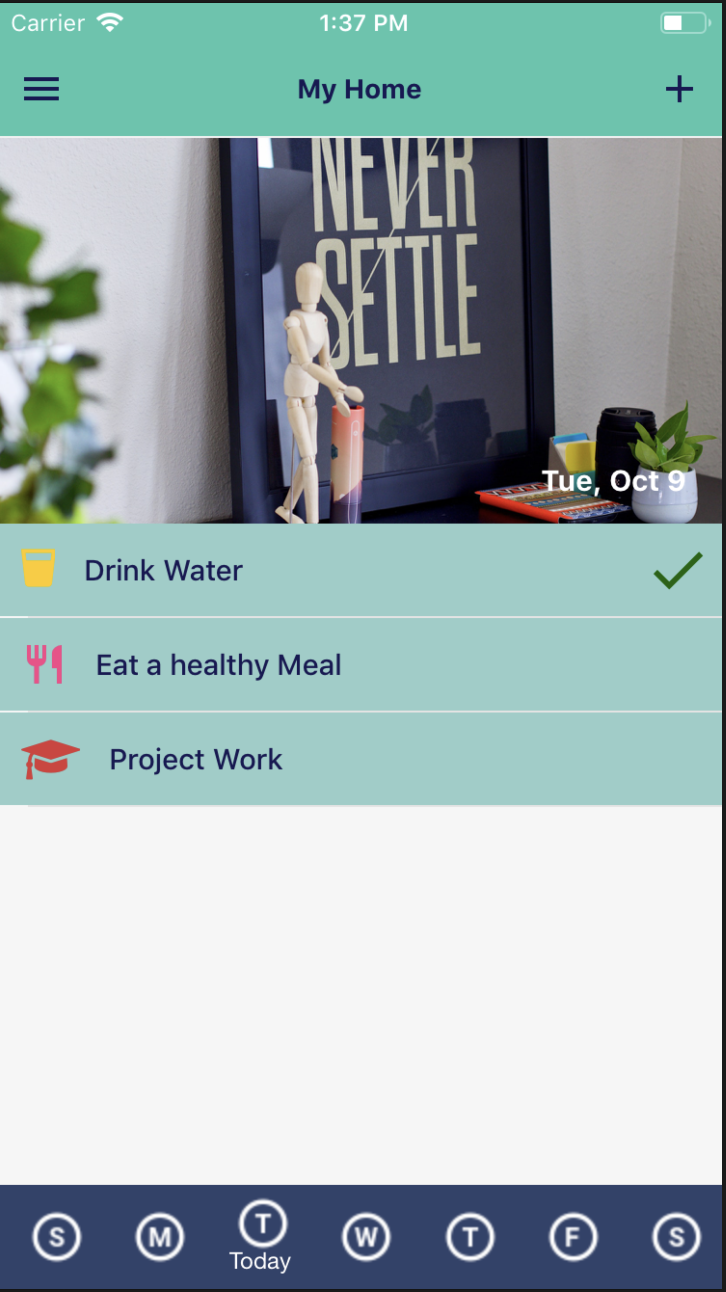 Carrier 1:37 PM
My Home
NEVER
SETTLE
Tue, Oct 9
Drink Water
Eat a healthy Meal
Project Work
S M T W T F S
Today